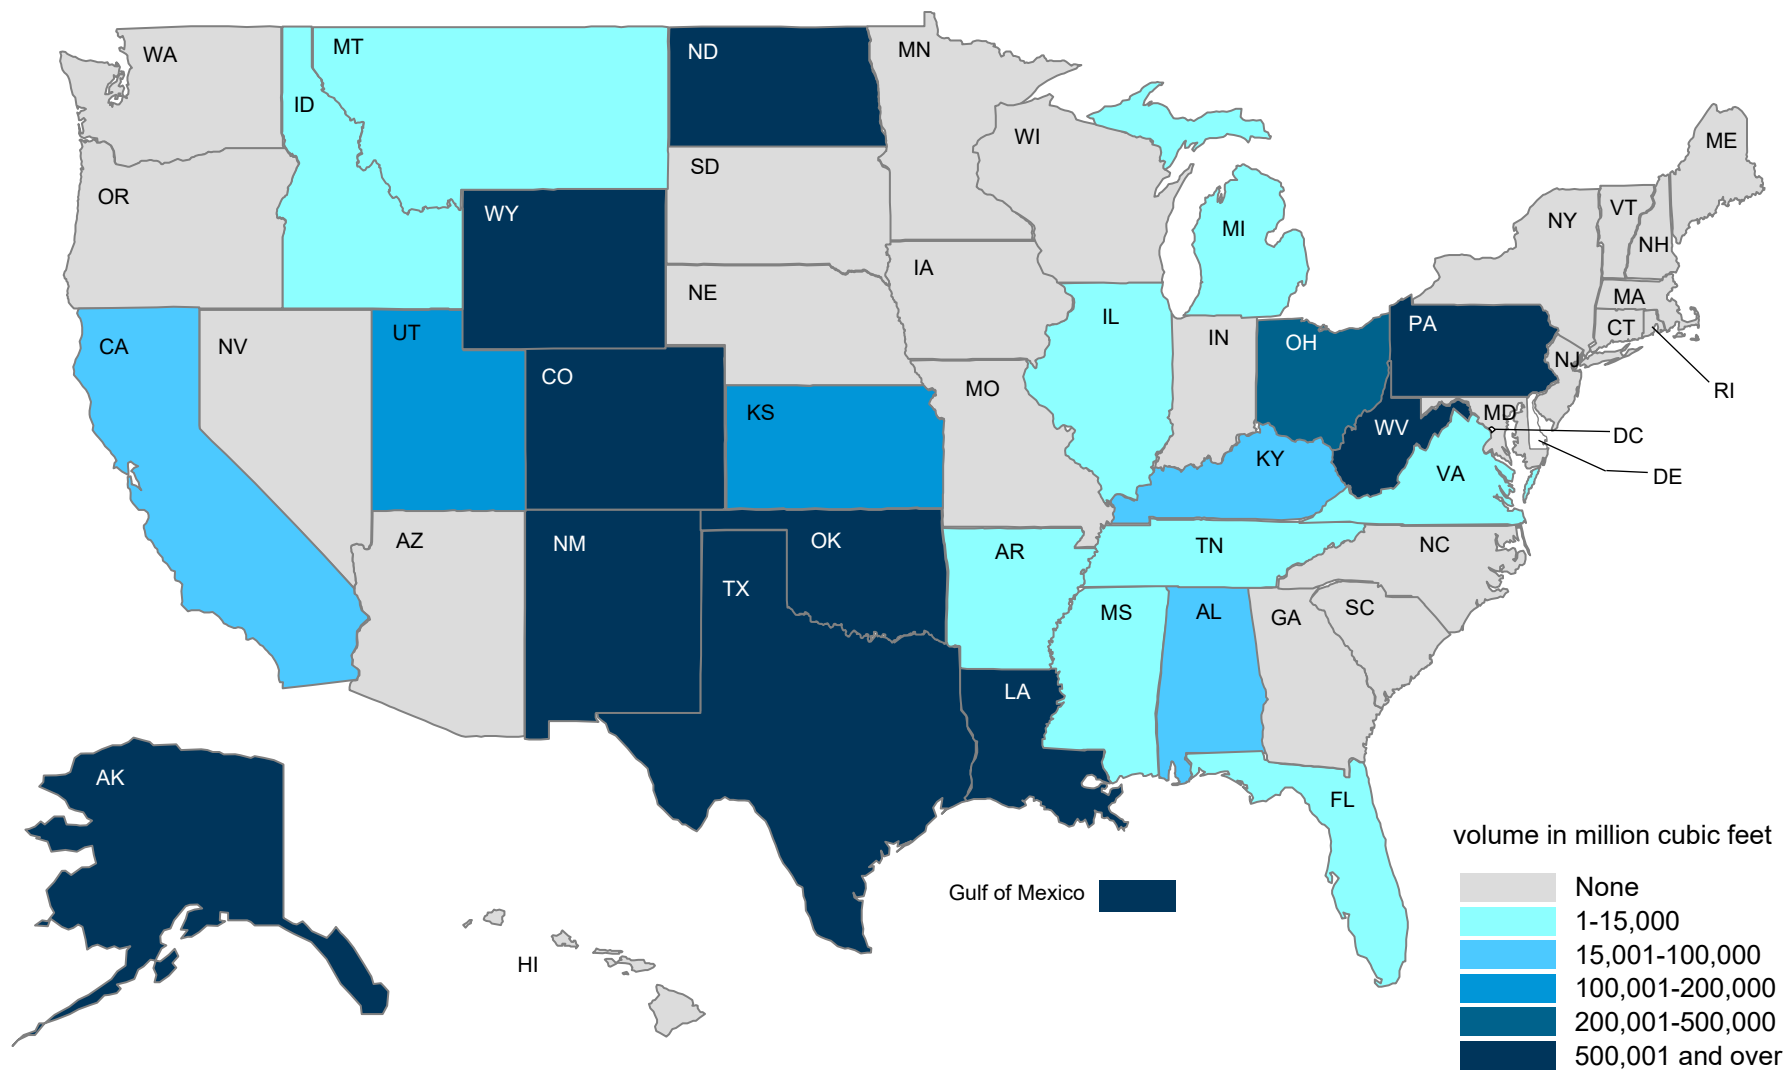 WA
MT
ND
MN
ID
WI
ME
SD
OR
WY
NY
VT
MI
NH
IA
NE
MA
IL
UT
CA
NV
IN
OH
PA
CT
NJ
CO
MO
RI
KS
MD
WV
DC
KY
VA
DE
AZ
NM
OK
AR
TN
NC
TX
MS
AL
GA
SC
LA
AK
FL
HI
Gulf of Mexico
volume in million cubic feet
None
1-15,000
15,001-100,000
100,001-200,000
200,001-500,000
500,001 and over